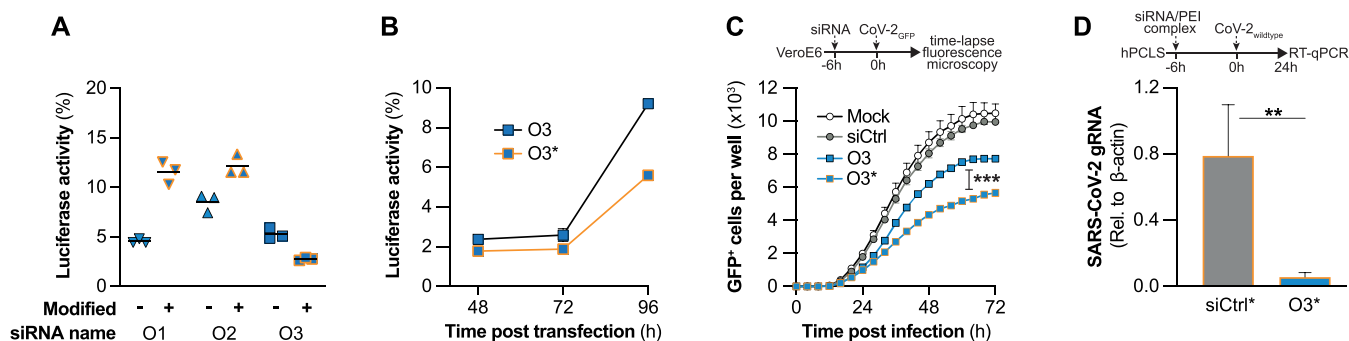 A
Luciferase activity (%)
20
15
10
5
0
Modified - + - + - +
siRNA name O1 O2 O3
B
Luciferase activity (%)
10
8
6
4
2
0
O3
O3*
48 72 96
Time post transfection (h)
C
siRNA CoV-2GFP
VeroE6
-6h 0h
time-lapse
fluorescence
microscopy
GFP+ cells per well (x10³)
12
10
8
6
4
2
0
Mock
siCtrl
O3
O3*
***
0 24 48 72
Time post infection (h)
D
siRNA/PEI
complex
CoV-2wildtype
hPCLS RT-qPCR
-6h 0h 24h
SARS-CoV-2 gRNA
(Rel. to β-actin)
1.2
0.8
0.4
0.0
**
siCtrl* O3*